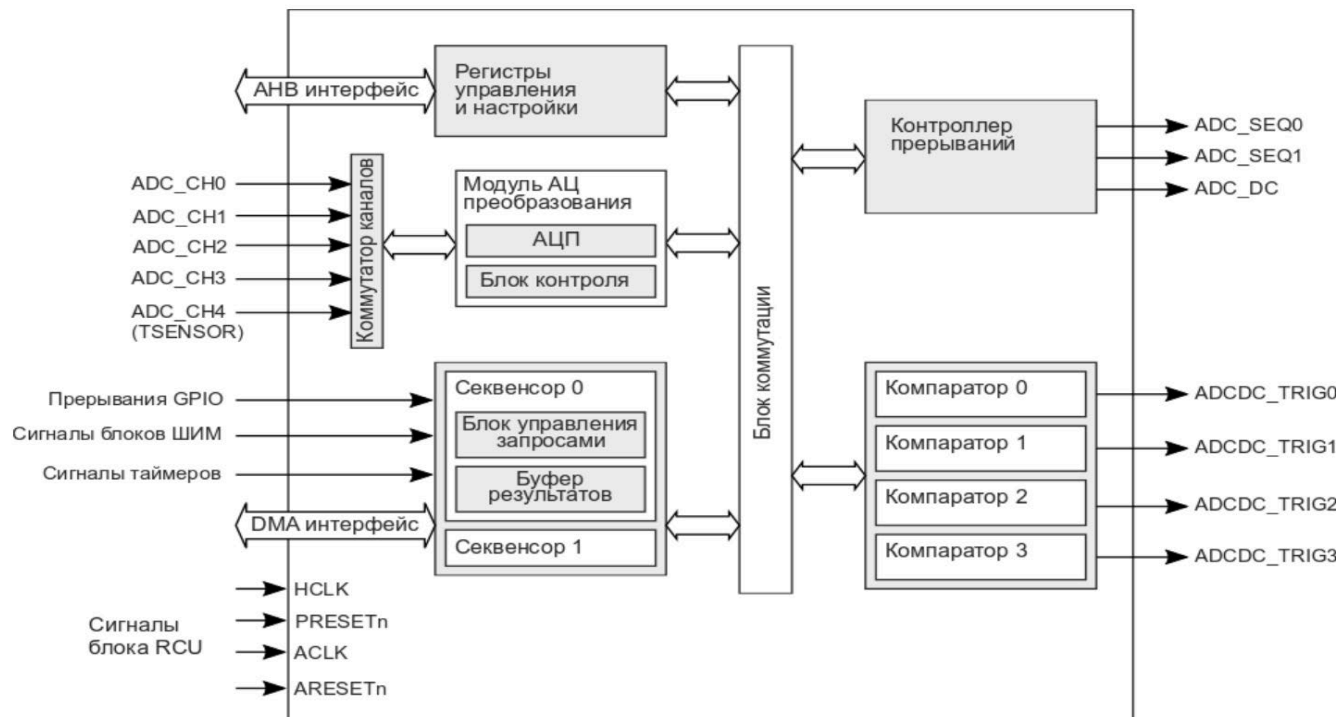 АНВ интерфейс
Регистры
управления
и настройки
Контроллер
прерываний
ADC_SEQ0
ADC_SEQ1
ADC_DC
ADC_CH0
ADC_CH1
ADC_CH2
ADC_CH3
ADC_CH4
(TSENSOR)
Коммутатор каналов
Модуль АЦ
преобразования
АЦП
Блок контроля
Блок коммутации
Прерывания GPIO
Сигналы блоков ШИМ
Сигналы таймеров
DMA интерфейс
Секвенсор 0
Блок управления
запросами
Буфер
результатов
Секвенсор 1
Компаратор 0
Компаратор 1
Компаратор 2
Компаратор 3
ADCDC_TRIG0
ADCDC_TRIG1
ADCDC_TRIG2
ADCDC_TRIG3
Сигналы
блока RCU
HCLK
PRESETn
ACLK
ARESETn